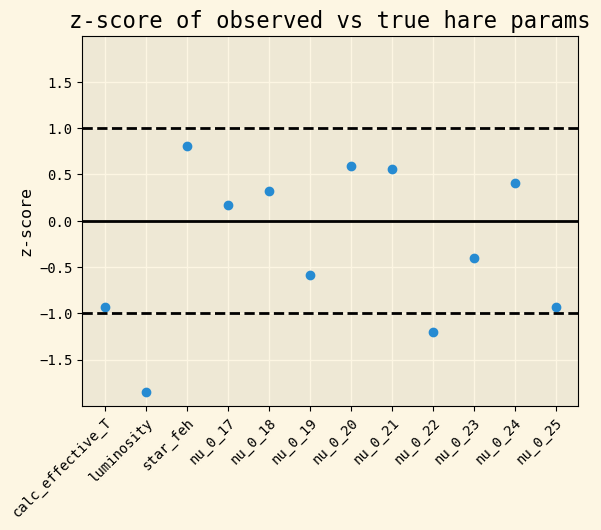 z-score of observed vs true hare params
z-score
1.5
1.0
0.5
0.0
−0.5
−1.0
−1.5
calc_effective_T
luminosity
star_feh
nu_0_17
nu_0_18
nu_0_19
nu_0_20
nu_0_21
nu_0_22
nu_0_23
nu_0_24
nu_0_25